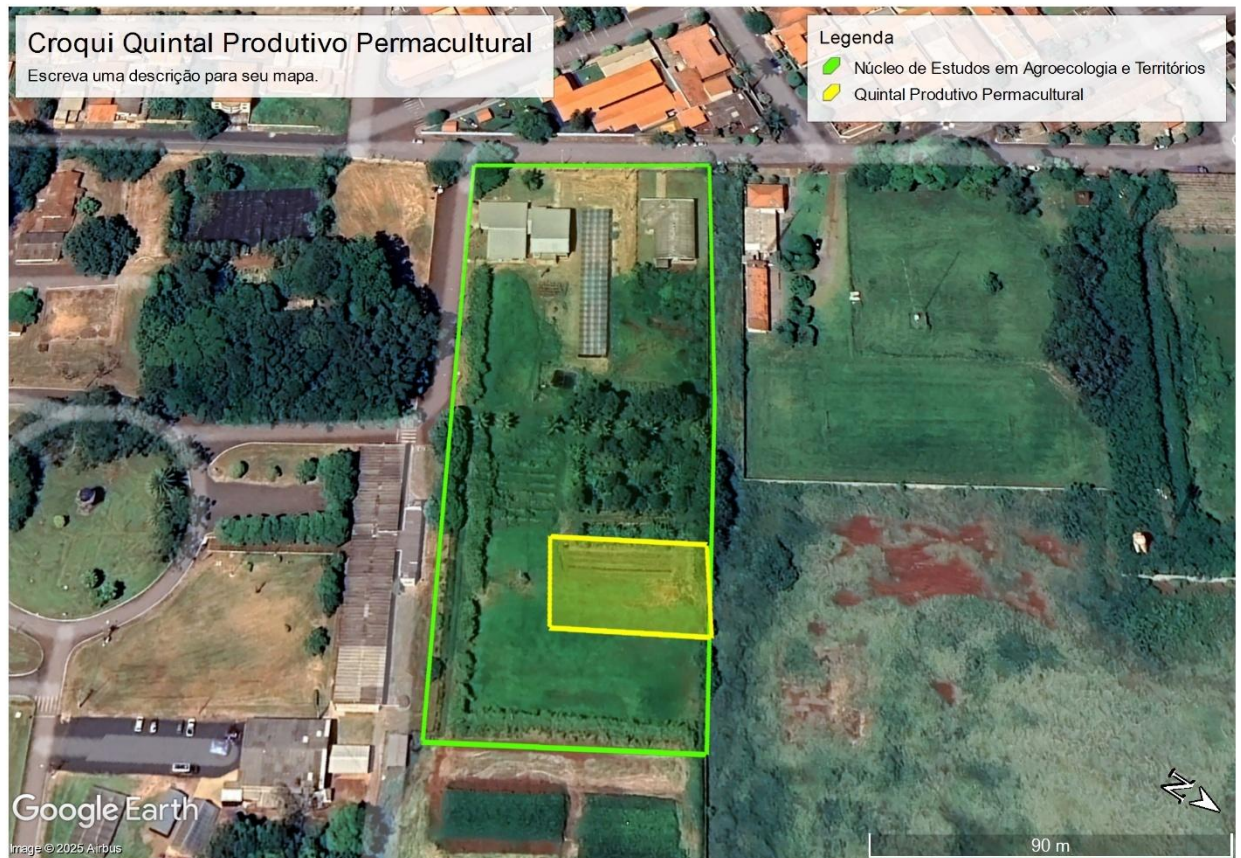 Croqui Quintal Produtivo Permacultural
Escreva uma descrição para seu mapa.
Legenda
Núcleo de Estudos em Agroecologia e Territórios
Quintal Produtivo Permacultural
N
Google Earth
Image © 2025 Airbus
90 m